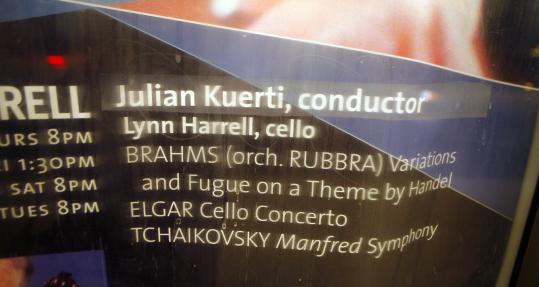 RRELL
URS 8PM
I 1:30PM
SAT 8PM
TUES 8PM
Julian Kuerti, conductor
Lynn Harrell, cello
BRAHMS (orch. RUBBRA) Variations
and Fugue on a Theme by Handel
ELGAR Cello Concerto
TCHAIKOVSKY Manfred Symphony